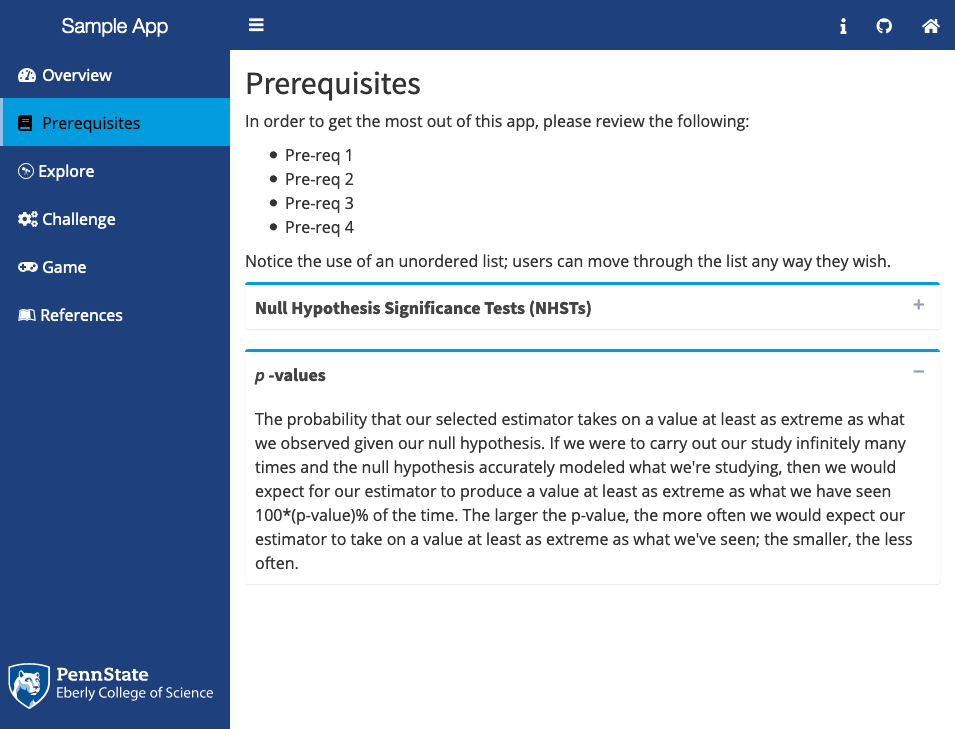 Sample App
Overview
Prerequisites
Explore
Challenge
Game
References
PennState
Eberly College of Science
Prerequisites
In order to get the most out of this app, please review the following:
Pre-req 1
Pre-req 2
Pre-req 3
Pre-req 4
Notice the use of an unordered list; users can move through the list any way they wish.
Null Hypothesis Significance Tests (NHSTs)
p -values
The probability that our selected estimator takes on a value at least as extreme as what
we observed given our null hypothesis. If we were to carry out our study infinitely many
times and the null hypothesis accurately modeled what we're studying, then we would
expect for our estimator to produce a value at least as extreme as what we have seen
100*(p-value)% of the time. The larger the p-value, the more often we would expect our
estimator to take on a value at least as extreme as what we've seen; the smaller, the less
often.